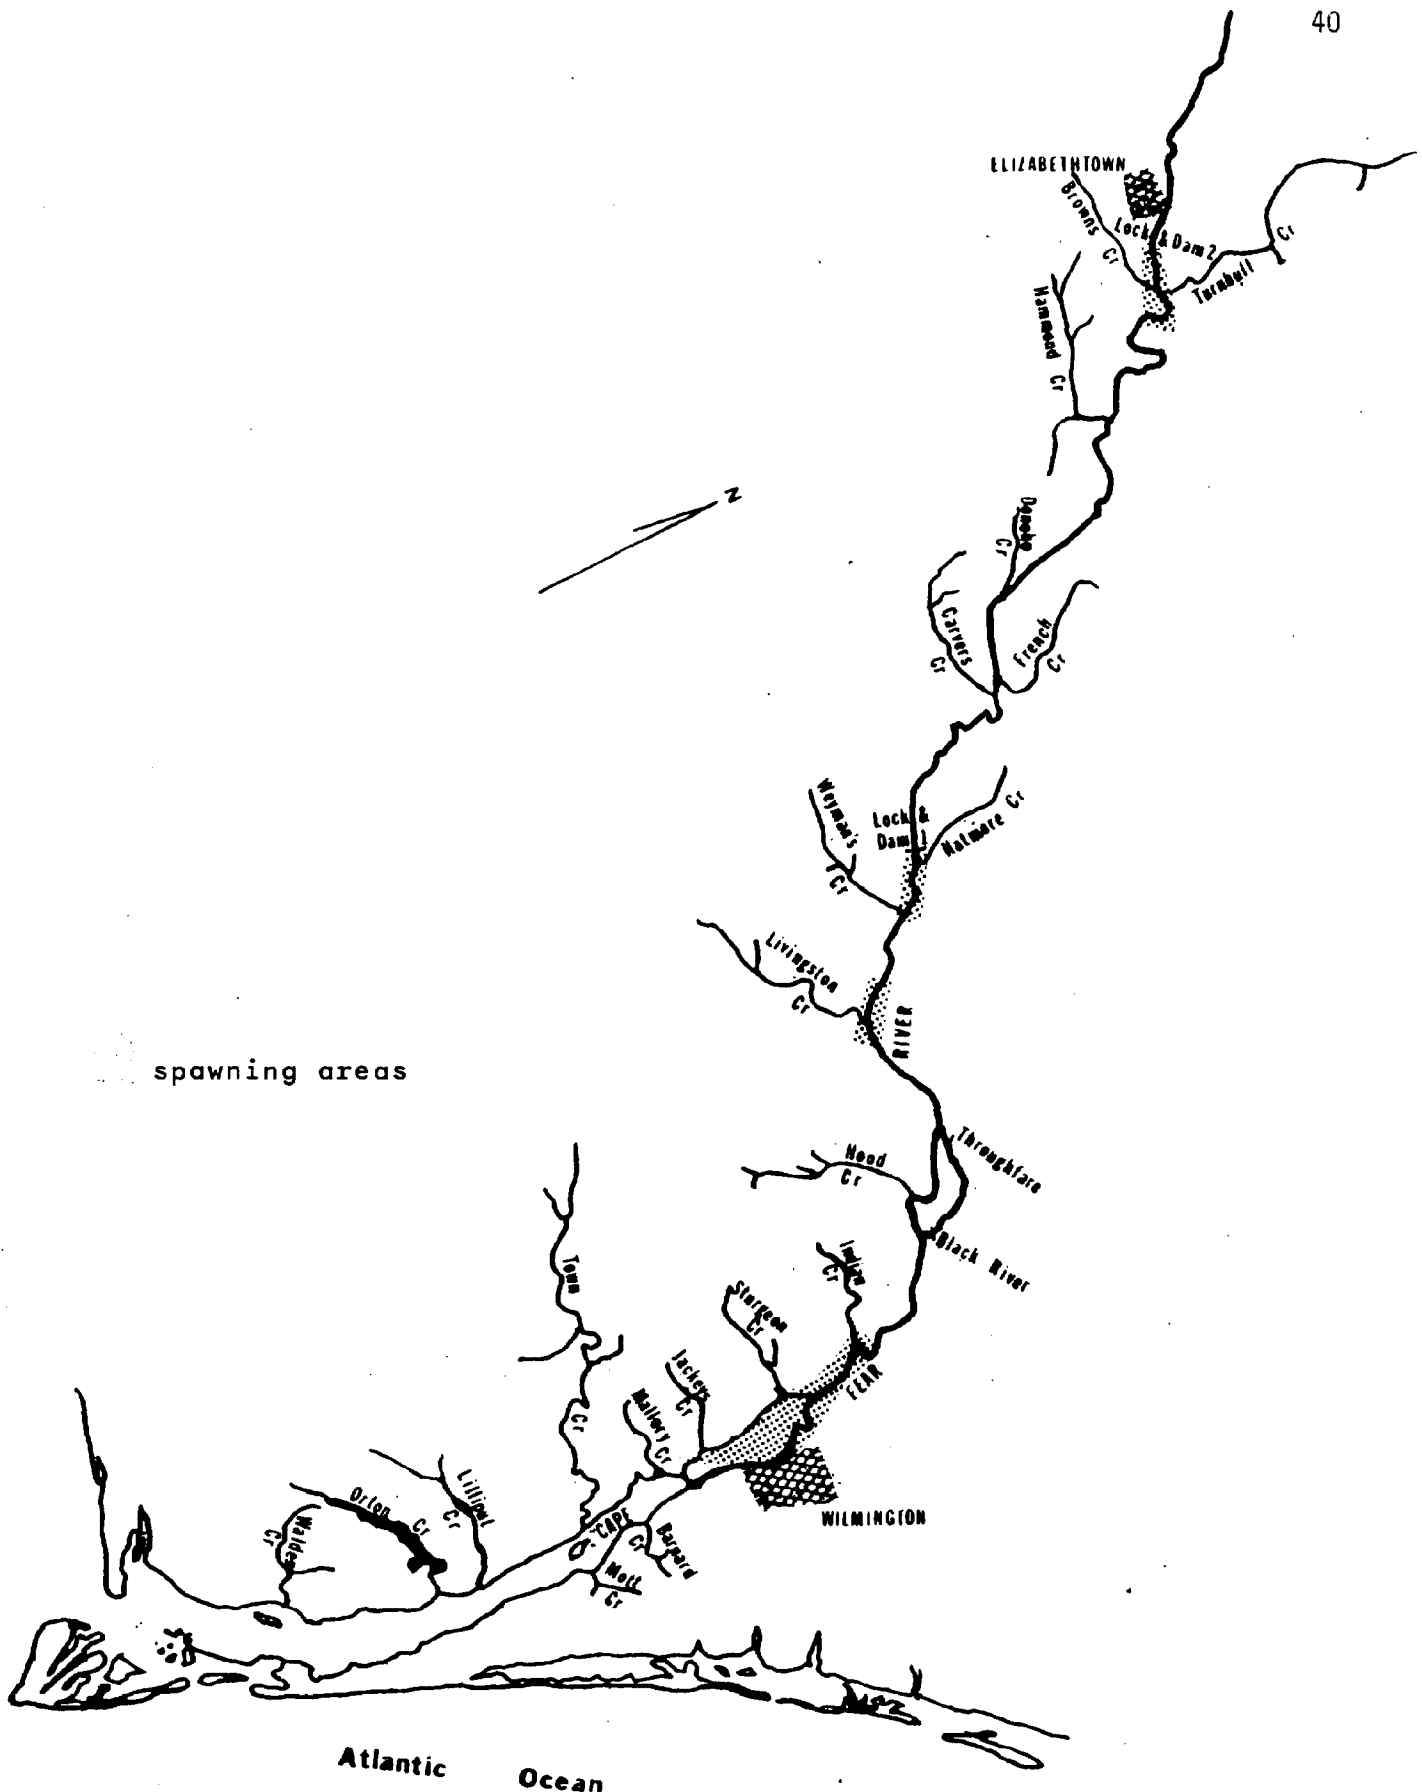 40
ELIZABETHTOWN
Browns Cr
Lock & Dam 2
Turnbull Cr
Hammond Cr
Cr
Carvers Cr
French Cr
Weyman's Cr
Lock &
Dam 1
Natmore Cr
Livingston Cr
RIVER
spawning areas
Throughfare
Hood Cr
Black River
Indian Cr
Sturgeon Cr
Town Cr
Jackeys Cr
Mallory Cr
FEAR
WILMINGTON
Lilliput Cr
Orton Cr
Walden Cr
CAPE
Barnard Cr
Mott Cr
N
Atlantic Ocean